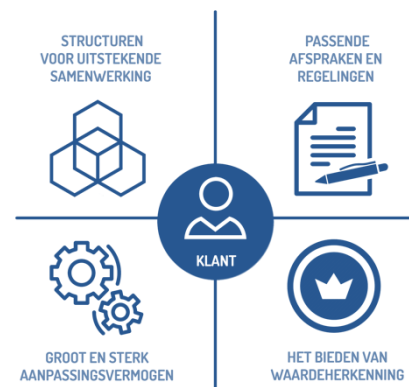 STRUCTUREN
VOOR UITSTEKENDE
SAMENWERKING
PASSENDE
AFSPRAKEN EN
REGELINGEN
KLANT
GROOT EN STERK
AANPASSINGSVERMOGEN
HET BIEDEN VAN
WAARDEHERKENNING